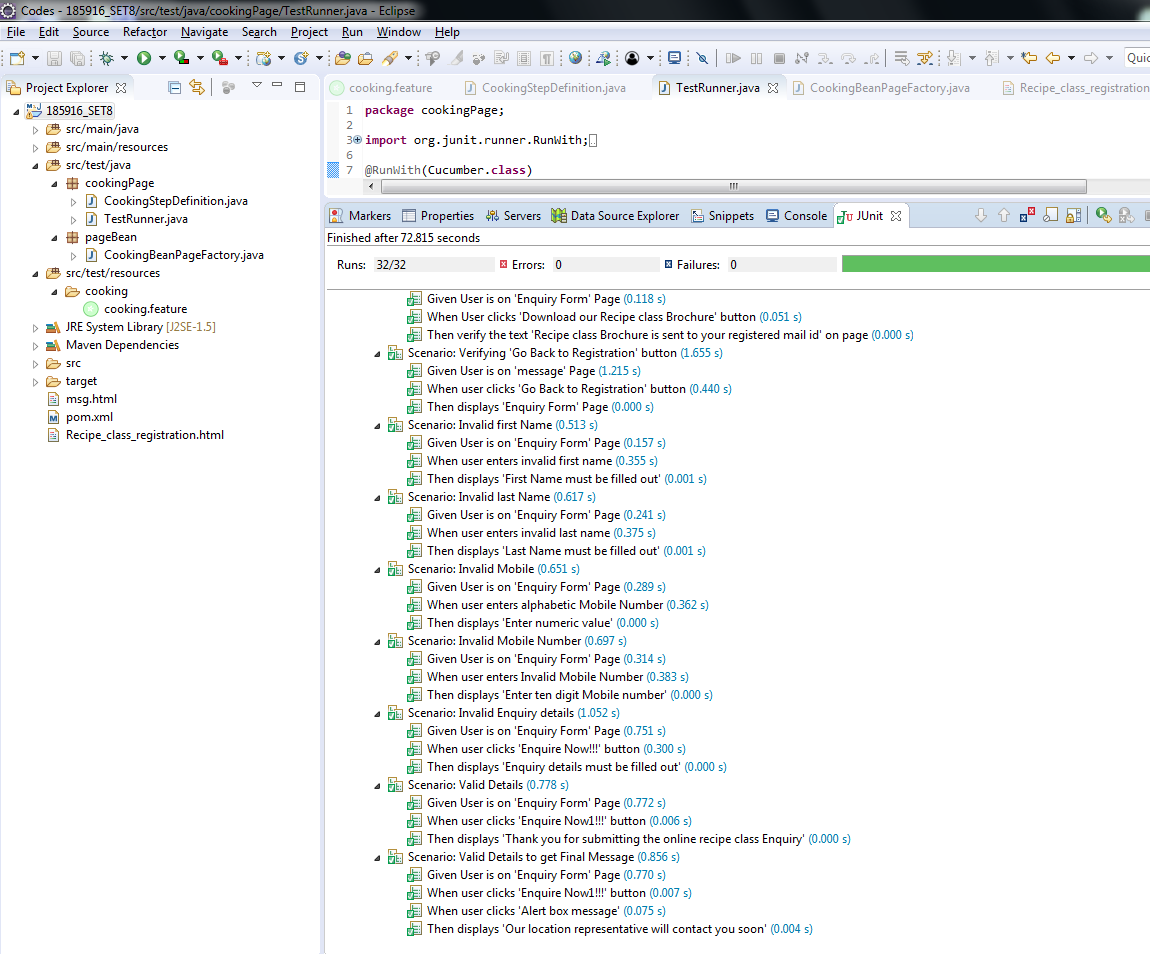 Codes - 185916_SET8/src/test/java/cookingPage/TestRunner.java - Eclipse
File Edit Source Refactor Navigate Search Project Run Window Help
Quic
Project Explorer
185916_SET8
src/main/java
src/main/resources
src/test/java
cookingPage
CookingStepDefinition.java
TestRunner.java
pageBean
CookingBeanPageFactory.java
src/test/resources
cooking
cooking.feature
JRE System Library [J2SE-1.5]
Maven Dependencies
src
target
msg.html
pom.xml
Recipe_class_registration.html
cooking.feature CookingStepDefinition.java TestRunner.java CookingBeanPageFactory.java Recipe_class_registration
1 package cookingPage;
2
3 import org.junit.runner.RunWith;
6
7 @RunWith(Cucumber.class)
Markers Properties Servers Data Source Explorer Snippets Console JUnit
Finished after 72.815 seconds
Runs: 32/32 Errors: 0 Failures: 0
Given User is on 'Enquiry Form' Page (0.118 s)
When User clicks 'Download our Recipe class Brochure' button (0.051 s)
Then verify the text 'Recipe class Brochure is sent to your registered mail id' on page (0.000 s)
Scenario: Verifying 'Go Back to Registration' button (1.655 s)
Given User is on 'message' Page (1.215 s)
When user clicks 'Go Back to Registration' button (0.440 s)
Then displays 'Enquiry Form' Page (0.000 s)
Scenario: Invalid first Name (0.513 s)
Given User is on 'Enquiry Form' Page (0.157 s)
When user enters invalid first name (0.355 s)
Then displays 'First Name must be filled out' (0.001 s)
Scenario: Invalid last Name (0.617 s)
Given User is on 'Enquiry Form' Page (0.241 s)
When user enters invalid last name (0.375 s)
Then displays 'Last Name must be filled out' (0.001 s)
Scenario: Invalid Mobile (0.651 s)
Given User is on 'Enquiry Form' Page (0.289 s)
When user enters alphabetic Mobile Number (0.362 s)
Then displays 'Enter numeric value' (0.000 s)
Scenario: Invalid Mobile Number (0.697 s)
Given User is on 'Enquiry Form' Page (0.314 s)
When user enters Invalid Mobile Number (0.383 s)
Then displays 'Enter ten digit Mobile number' (0.000 s)
Scenario: Invalid Enquiry details (1.052 s)
Given User is on 'Enquiry Form' Page (0.751 s)
When user clicks 'Enquire Now!!!' button (0.300 s)
Then displays 'Enquiry details must be filled out' (0.000 s)
Scenario: Valid Details (0.778 s)
Given User is on 'Enquiry Form' Page (0.772 s)
When user clicks 'Enquire Now1!!!' button (0.006 s)
Then displays 'Thank you for submitting the online recipe class Enquiry' (0.000 s)
Scenario: Valid Details to get Final Message (0.856 s)
Given User is on 'Enquiry Form' Page (0.770 s)
When user clicks 'Enquire Now1!!!' button (0.007 s)
When user clicks 'Alert box message' (0.075 s)
Then displays 'Our location representative will contact you soon' (0.004 s)